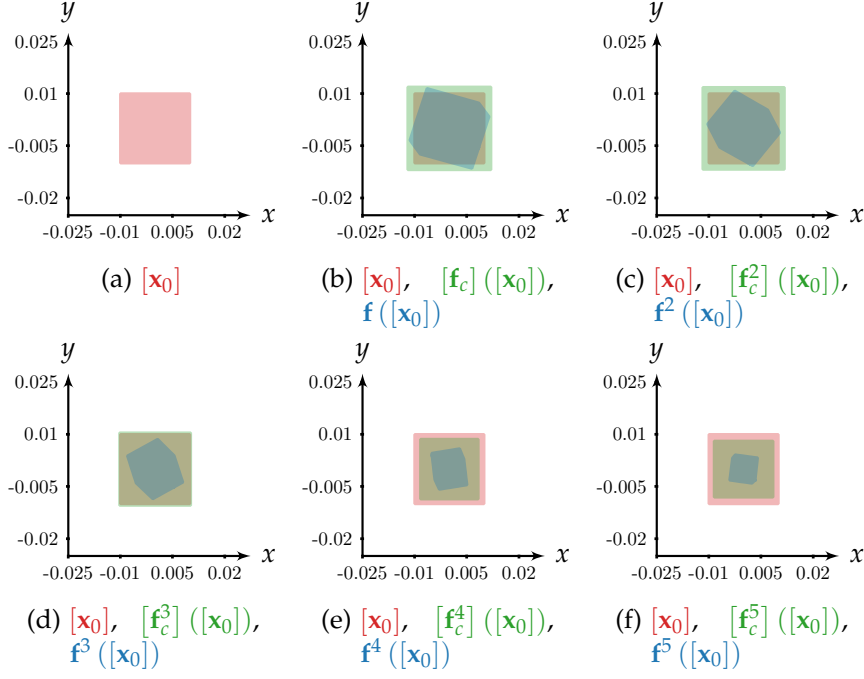 y y y
0.025 0.025 0.025
0.01 0.01 0.01
-0.005 -0.005 -0.005
-0.02 -0.02 -0.02
x x x
-0.025 -0.01 0.005 0.02 -0.025 -0.01 0.005 0.02 -0.025 -0.01 0.005 0.02
(a) [x₀] (b) [x₀], [f_c] ([x₀]), (c) [x₀], [f_c²] ([x₀]),
f ([x₀]) f² ([x₀])
y y y
0.025 0.025 0.025
0.01 0.01 0.01
-0.005 -0.005 -0.005
-0.02 -0.02 -0.02
x x x
-0.025 -0.01 0.005 0.02 -0.025 -0.01 0.005 0.02 -0.025 -0.01 0.005 0.02
(d) [x₀], [f_c³] ([x₀]), (e) [x₀], [f_c⁴] ([x₀]), (f) [x₀], [f_c⁵] ([x₀]),
f³ ([x₀]) f⁴ ([x₀]) f⁵ ([x₀])